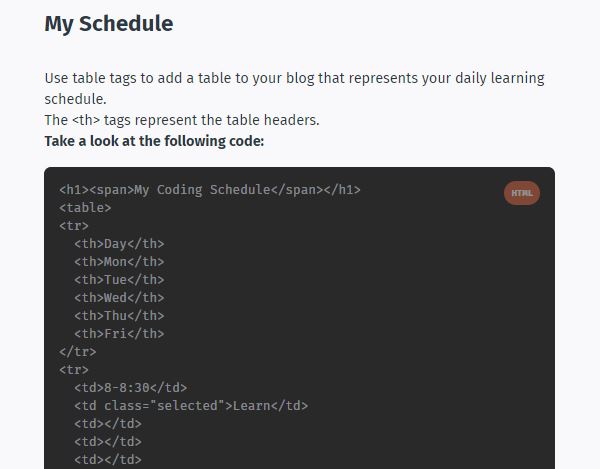 My Schedule
Use table tags to add a table to your blog that represents your daily learning
schedule.
The <th> tags represent the table headers.
Take a look at the following code:
HTML
<h1><span>My Coding Schedule</span></h1>
<table>
<tr>
  <th>Day</th>
  <th>Mon</th>
  <th>Tue</th>
  <th>Wed</th>
  <th>Thu</th>
  <th>Fri</th>
</tr>
<tr>
  <td>8-8:30</td>
  <td class="selected">Learn</td>
  <td></td>
  <td></td>
  <td></td>